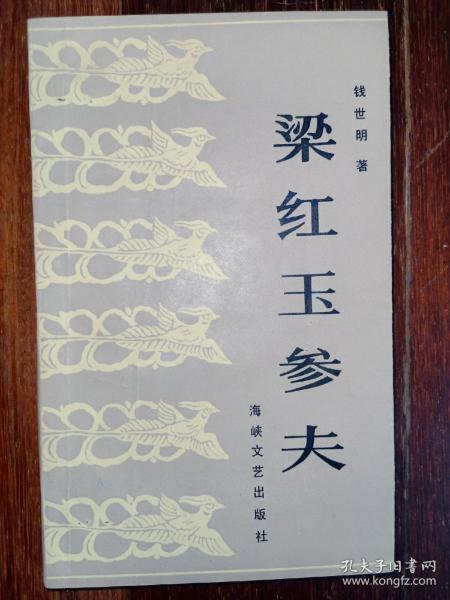 钱世明 著
梁红玉参夫
海峡文艺出版社
孔夫子旧书网
www.kongfz.com